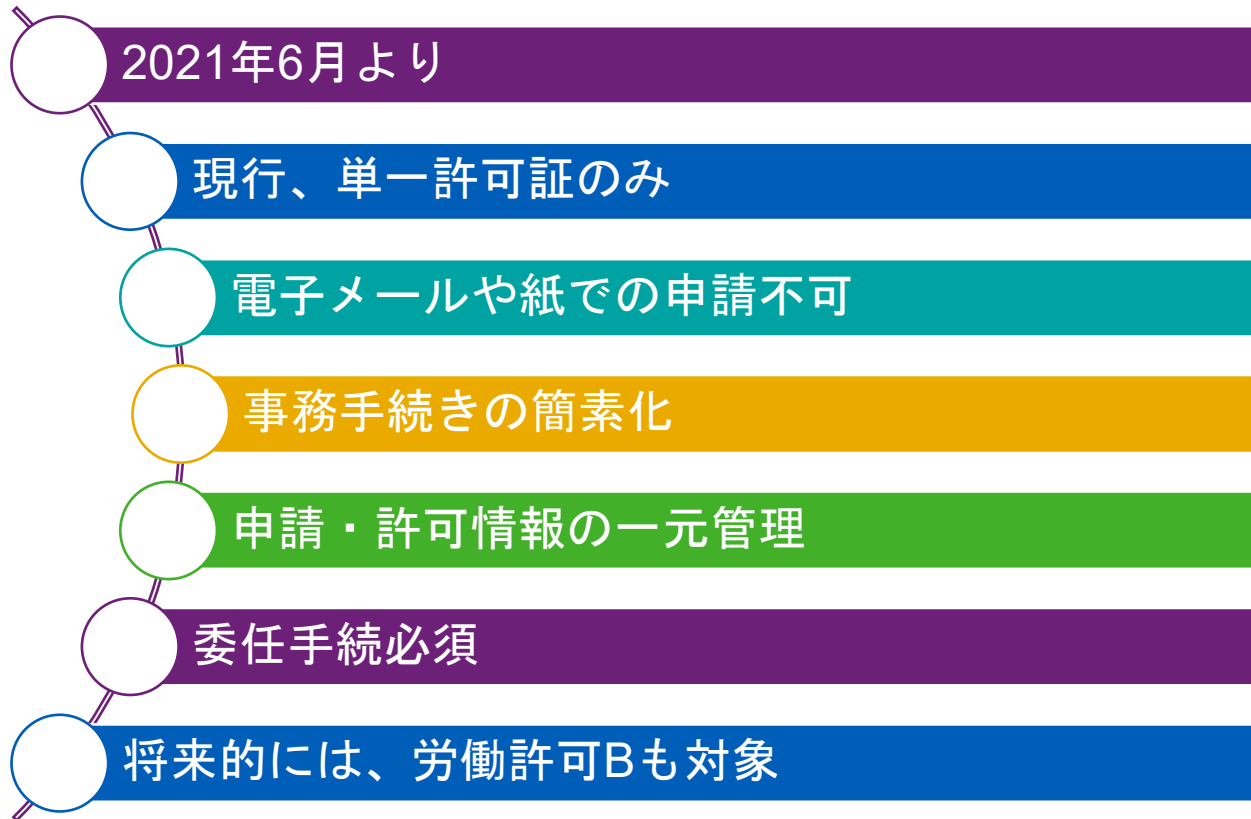 2021年6月より
現行、単一許可証のみ
電子メールや紙での申請不可
事務手続きの簡素化
申請・許可情報の一元管理
委任手続必須
将来的には、労働許可Bも対象